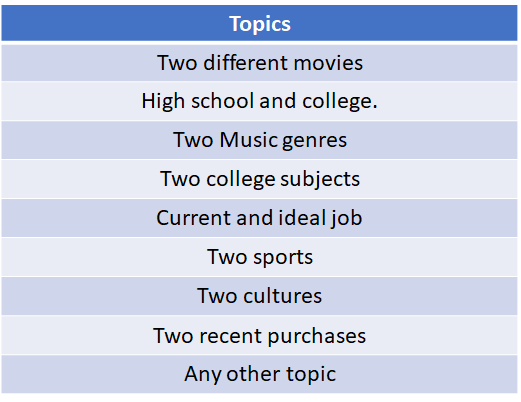 Topics
Two different movies
High school and college.
Two Music genres
Two college subjects
Current and ideal job
Two sports
Two cultures
Two recent purchases
Any other topic